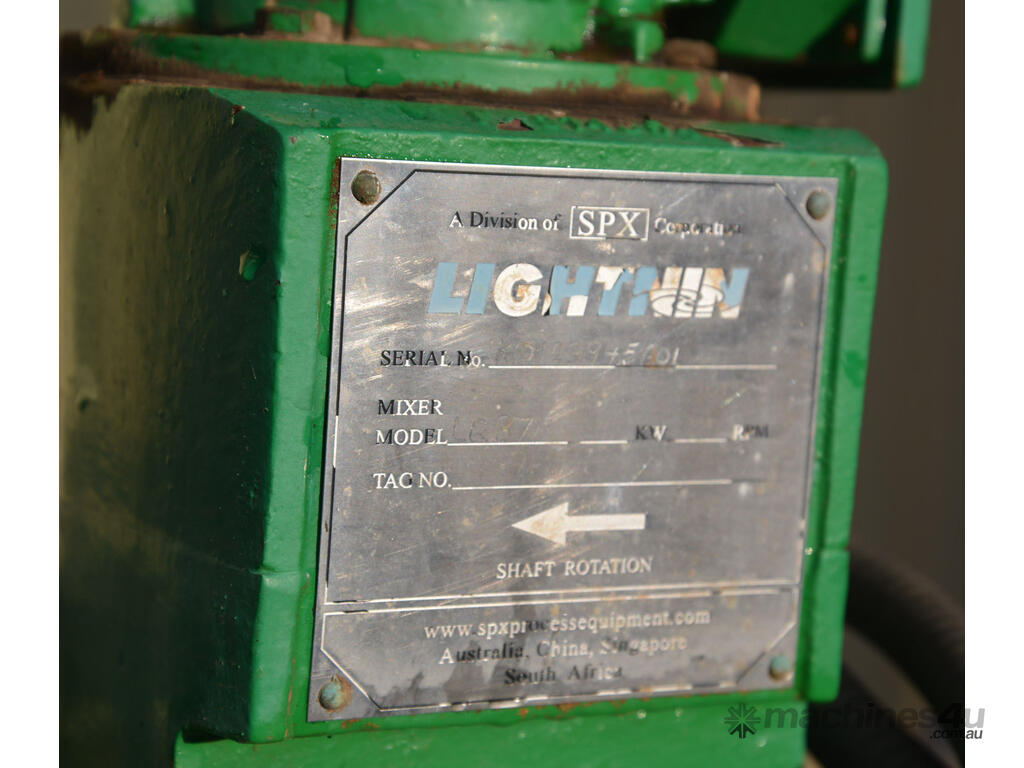 A Division of SPX Corporation
LIGHTNIN
SERIAL No.
MIXER
MODEL KW RPM
TAG NO.
SHAFT ROTATION
www.spxprocessequipment.com
Australia, China, Singapore
South Africa
machines4u
.com.au